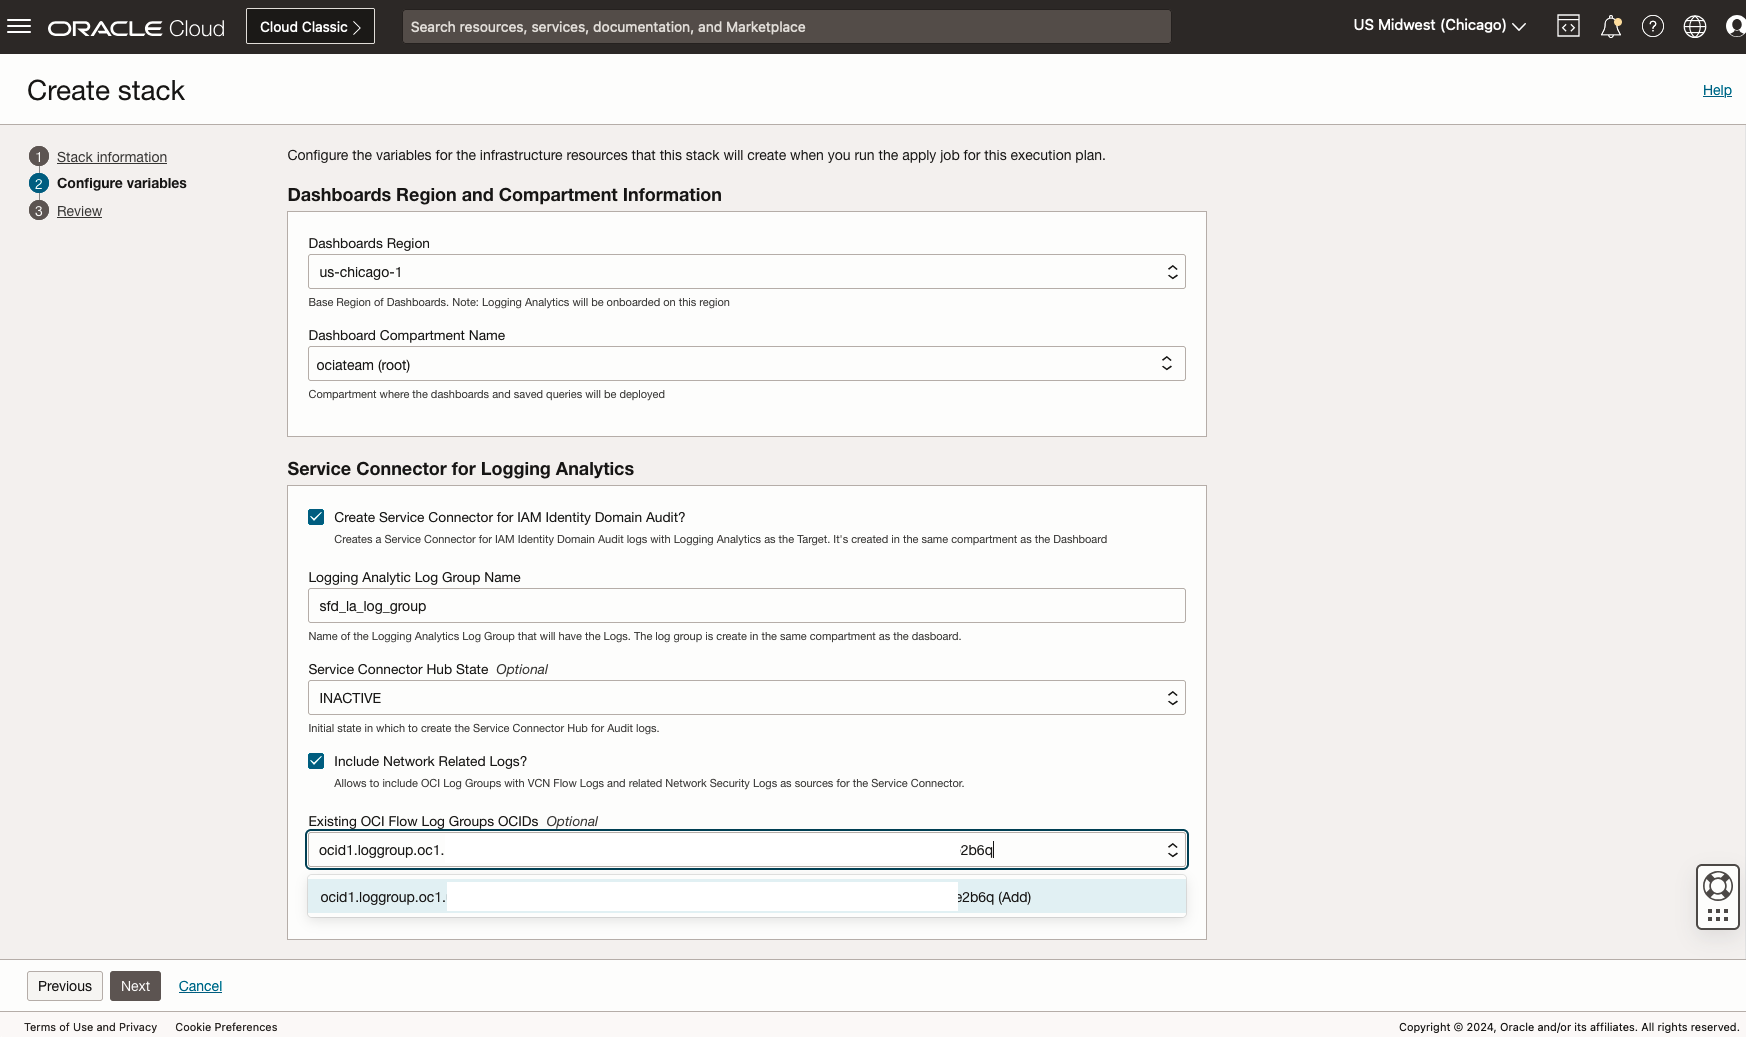 ORACLE Cloud
Cloud Classic
Search resources, services, documentation, and Marketplace
US Midwest (Chicago)
Create stack
Help
1 Stack information
2 Configure variables
3 Review
Configure the variables for the infrastructure resources that this stack will create when you run the apply job for this execution plan.
Dashboards Region and Compartment Information
Dashboards Region
us-chicago-1
Base Region of Dashboards. Note: Logging Analytics will be onboarded on this region
Dashboard Compartment Name
ociateam (root)
Compartment where the dashboards and saved queries will be deployed
Service Connector for Logging Analytics
Create Service Connector for IAM Identity Domain Audit?
Creates a Service Connector for IAM Identity Domain Audit logs with Logging Analytics as the Target. It's created in the same compartment as the Dashboard
Logging Analytic Log Group Name
sfd_la_log_group
Name of the Logging Analytics Log Group that will have the Logs. The log group is create in the same compartment as the dasboard.
Service Connector Hub State Optional
INACTIVE
Initial state in which to create the Service Connector Hub for Audit logs.
Include Network Related Logs?
Allows to include OCI Log Groups with VCN Flow Logs and related Network Security Logs as sources for the Service Connector.
Existing OCI Flow Log Groups OCIDs Optional
ocid1.loggroup.oc1. 2b6q
ocid1.loggroup.oc1. e2b6q (Add)
Previous
Next
Cancel
Terms of Use and Privacy
Cookie Preferences
Copyright © 2024, Oracle and/or its affiliates. All rights reserved.